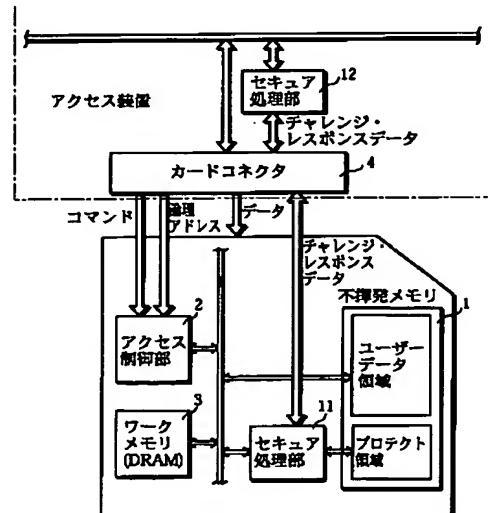 アクセス装置
セキュア
処理部
12
チャレンジ・
レスポンスデータ
カードコネクタ
4
コマンド
論理
アドレス
データ
チャレンジ・
レスポンス
データ
不揮発メモリ
1
2
アクセス
制御部
ユーザー
データ
領域
3
ワーク
メモリ
(DRAM)
11
セキュア
処理部
プロテクト
領域